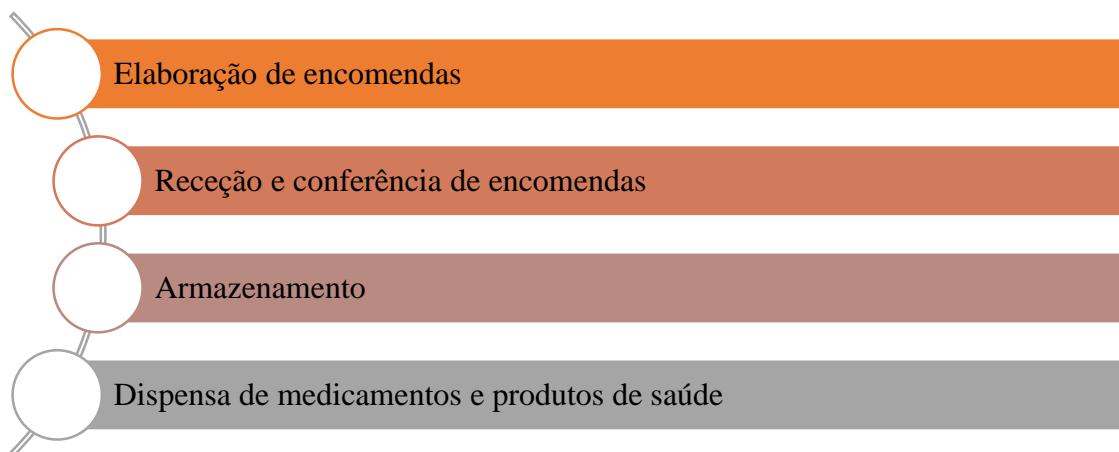 Elaboração de encomendas
Receção e conferência de encomendas
Armazenamento
Dispensa de medicamentos e produtos de saúde